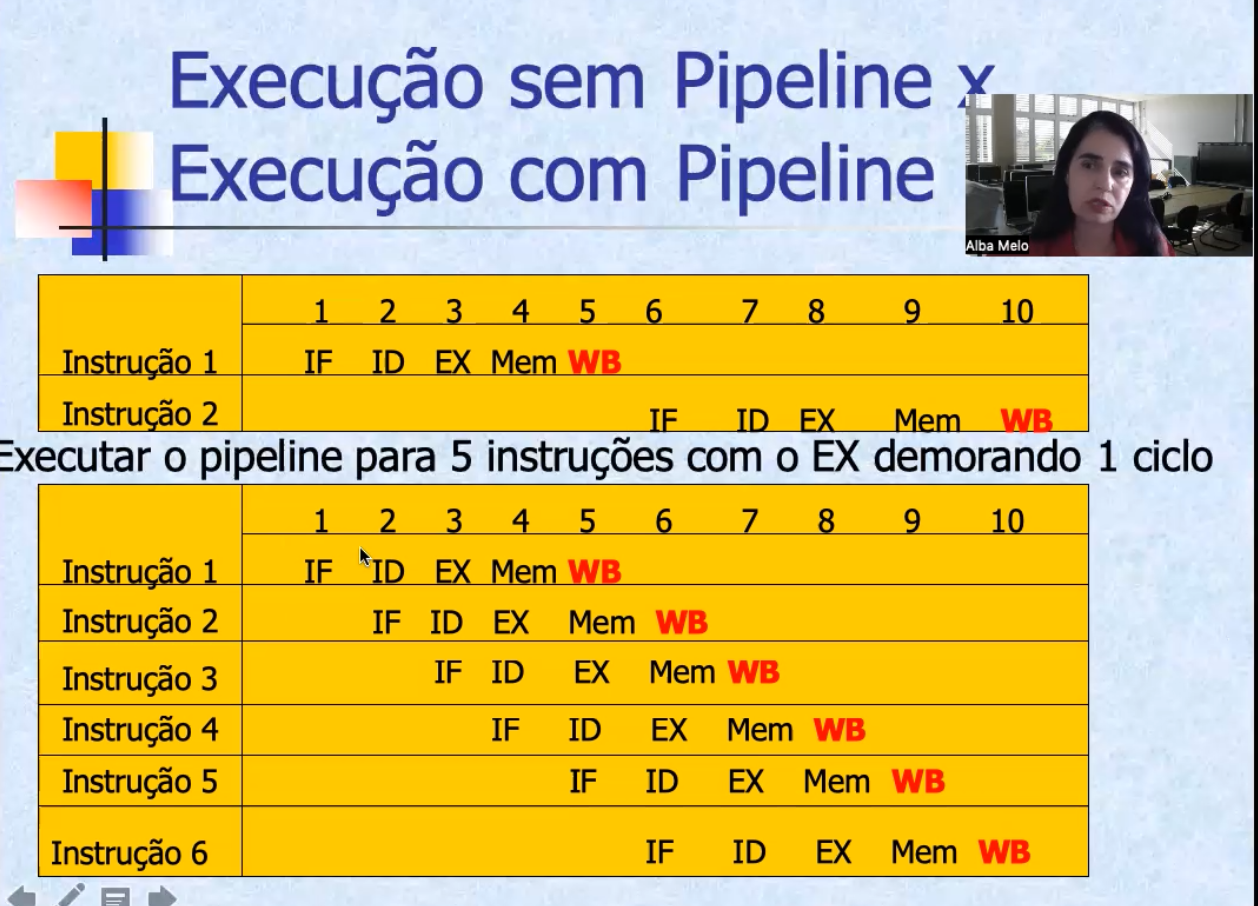 Execução sem Pipeline x
Execução com Pipeline
Alba Melo
1 2 3 4 5 6 7 8 9 10
Instrução 1 IF ID EX Mem WB
Instrução 2 IF ID EX Mem WB
Executar o pipeline para 5 instruções com o EX demorando 1 ciclo
1 2 3 4 5 6 7 8 9 10
Instrução 1 IF ID EX Mem WB
Instrução 2 IF ID EX Mem WB
Instrução 3 IF ID EX Mem WB
Instrução 4 IF ID EX Mem WB
Instrução 5 IF ID EX Mem WB
Instrução 6 IF ID EX Mem WB